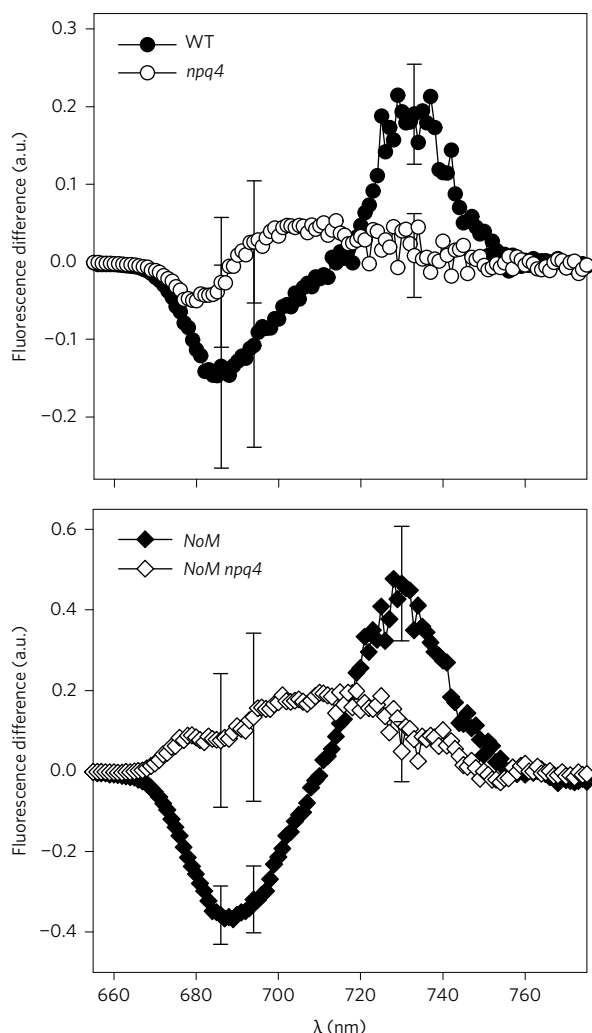 0.3
WT
npq4
0.2
0.1
0.0
−0.1
−0.2
Fluorescence difference (a.u.)
0.6
NoM
NoM npq4
0.4
0.2
0.0
−0.2
−0.4
Fluorescence difference (a.u.)
660 680 700 720 740 760
λ (nm)